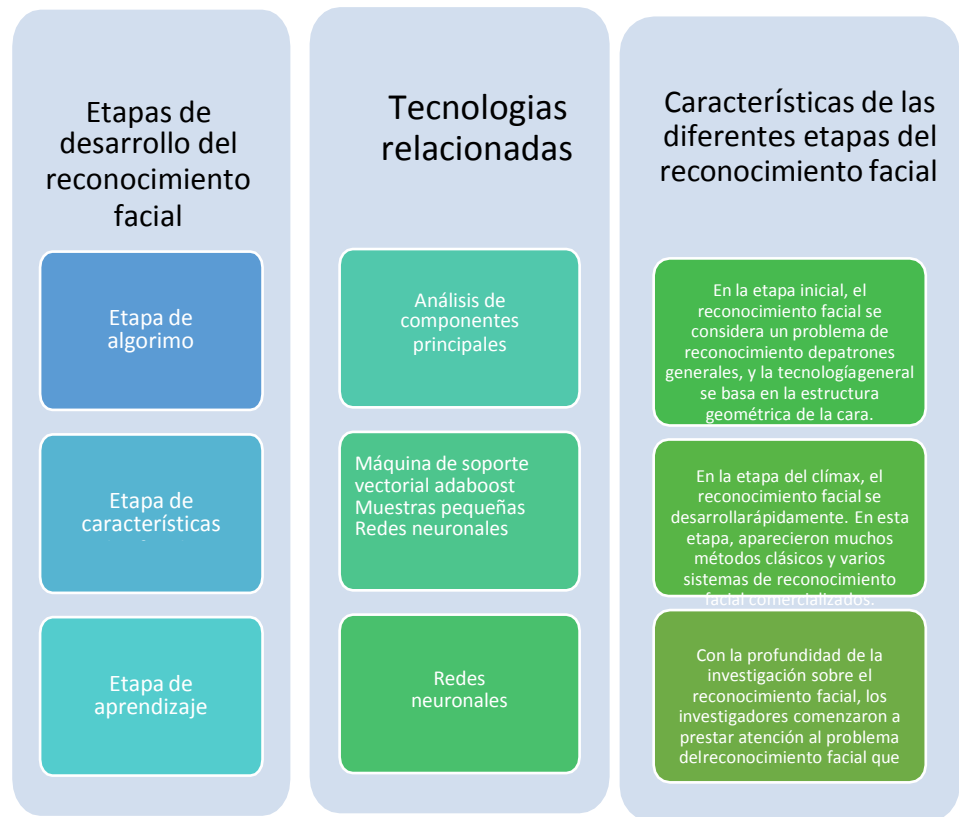 Etapas de
desarrollo del
reconocimiento
facial
Etapa de
algorimo
Etapa de
características
Etapa de
aprendizaje
Tecnologias
relacionadas
Análisis de
componentes
principales
Máquina de soporte
vectorial adaboost
Muestras pequeñas
Redes neuronales
Redes
neuronales
Características de las
diferentes etapas del
reconocimiento facial
En la etapa inicial, el
reconocimiento facial se
considera un problema de
reconocimiento depatrones
generales, y la tecnologíageneral
se basa en la estructura
geométrica de la cara.
En la etapa del clímax, el
reconocimiento facial se
desarrollarápidamente. En esta
etapa, aparecieron muchos
métodos clásicos y varios
sistemas de reconocimiento
facial comercializados.
Con la profundidad de la
investigación sobre el
reconocimiento facial, los
investigadores comenzaron a
prestar atención al problema
delreconocimiento facial que